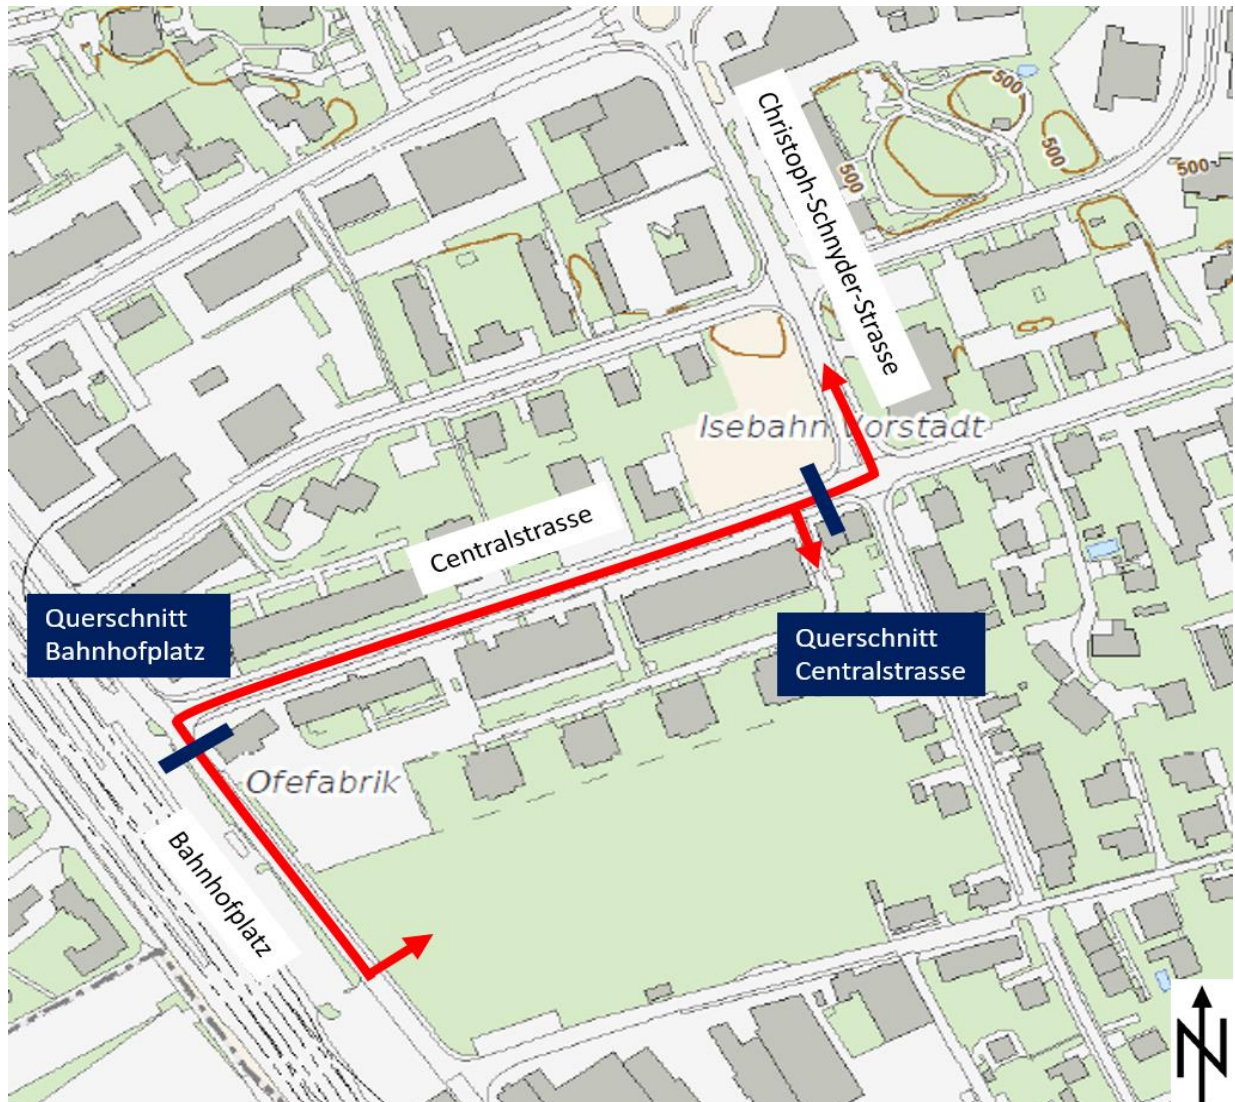 500
Christoph-Schnyder-Strasse
500
500
500
Isebahn Vorstadt
Centralstrasse
Querschnitt
Bahnhofplatz
Querschnitt
Centralstrasse
Ofefabrik
Bahnhofplatz
N